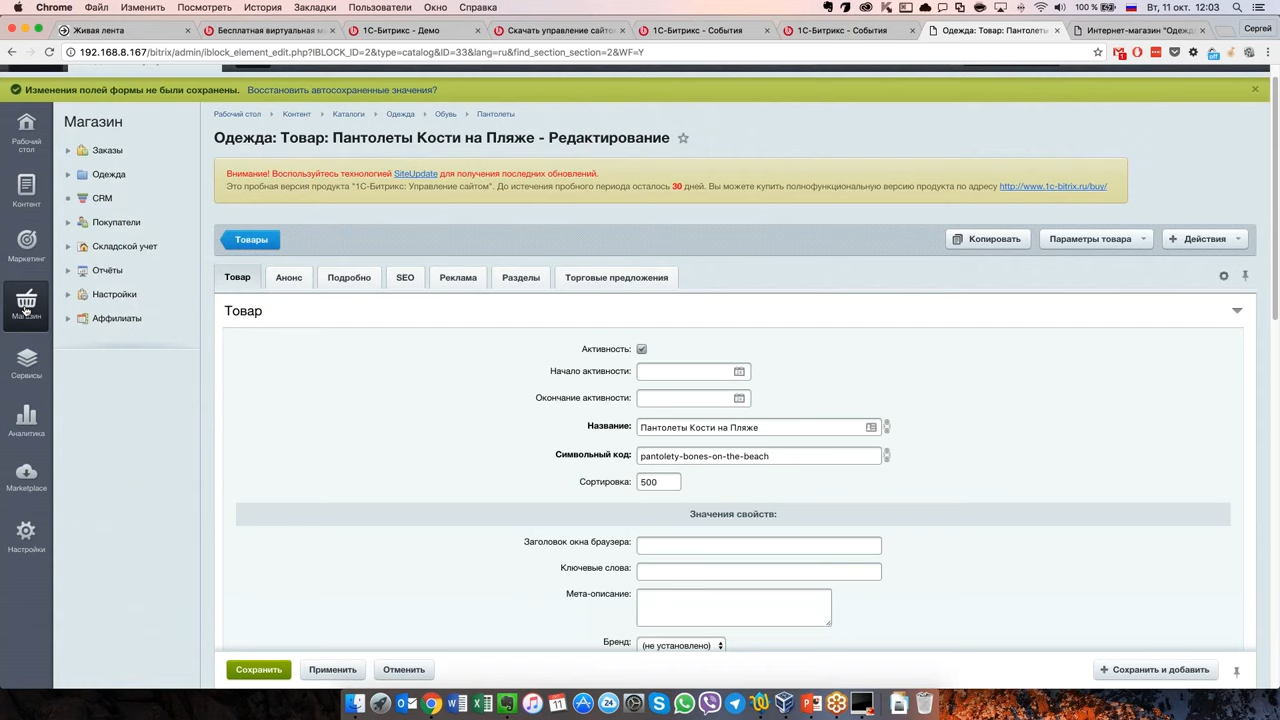 Chrome Файл Изменить Посмотреть История Закладки Пользователи Окно Справка 100 % Вт, 11 окт. 12:03
Живая лента
Бесплатная виртуальная м
1С-Битрикс - Демо
Скачать управление сайтом
1С-Битрикс - События
1С-Битрикс - События
Одежда: Товар: Пантолеты
Интернет-магазин "Одежд
Сергей
192.168.8.167/bitrix/admin/iblock_element_edit.php?IBLOCK_ID=2&type=catalog&ID=33&lang=ru&find_section_section=2&WF=Y
Изменения полей формы не были сохранены. Восстановить автосохраненные значения?
Рабочий стол
Контент
Маркетинг
Магазин
Сервисы
Аналитика
Marketplace
Настройки
Магазин
Заказы
Одежда
CRM
Покупатели
Складской учет
Отчёты
Настройки
Аффилиаты
Рабочий стол Контент Каталоги Одежда Обувь Пантолеты
Одежда: Товар: Пантолеты Кости на Пляже - Редактирование
Внимание! Воспользуйтесь технологией SiteUpdate для получения последних обновлений.
Это пробная версия продукта "1С-Битрикс: Управление сайтом". До истечения пробного периода осталось 30 дней. Вы можете купить полнофункциональную версию продукта по адресу http://www.1c-bitrix.ru/buy/
Товары
Копировать
Параметры товара
Действия
Товар Анонс Подробно SEO Реклама Разделы Торговые предложения
Товар
Активность:
Начало активности:
Окончание активности:
Название: Пантолеты Кости на Пляже
Символьный код: pantolety-bones-on-the-beach
Сортировка: 500
Значения свойств:
Заголовок окна браузера:
Ключевые слова:
Мета-описание:
Бренд: (не установлено)
Сохранить Применить Отменить Сохранить и добавить